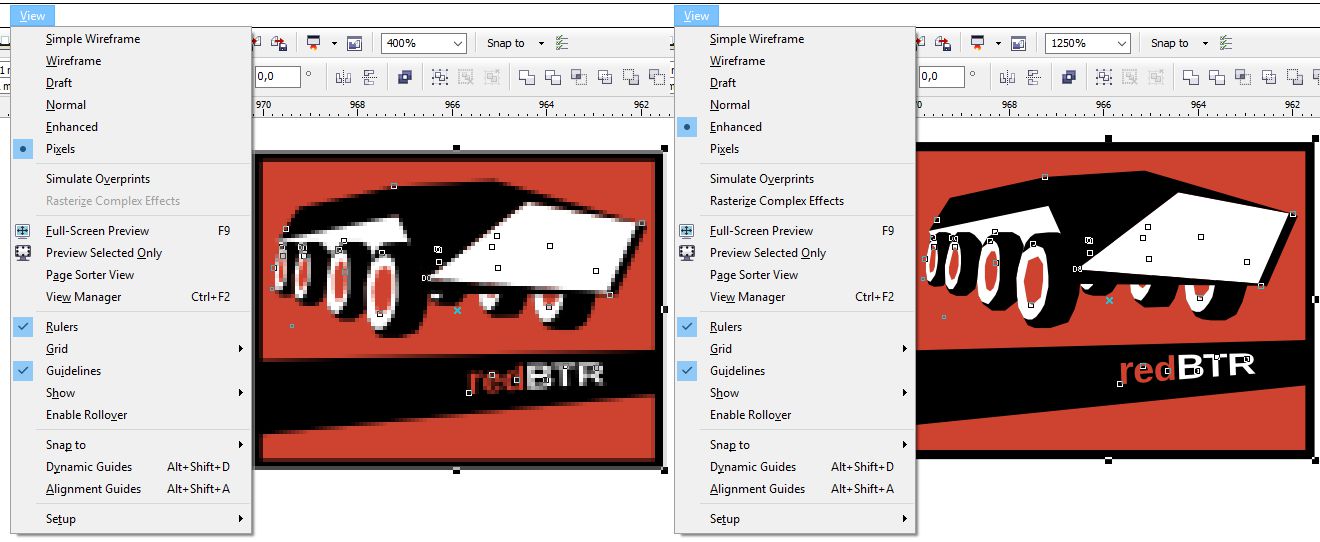 View
400%
Snap to
Simple Wireframe
Wireframe
Draft
Normal
Enhanced
Pixels
Simulate Overprints
Rasterize Complex Effects
Full-Screen Preview F9
Preview Selected Only
Page Sorter View
View Manager Ctrl+F2
Rulers
Grid
Guidelines
Show
Enable Rollover
Snap to
Dynamic Guides Alt+Shift+D
Alignment Guides Alt+Shift+A
Setup
0,0 °
970 968 966 964 962
redBTR
View
1250%
Snap to
Simple Wireframe
Wireframe
Draft
Normal
Enhanced
Pixels
Simulate Overprints
Rasterize Complex Effects
Full-Screen Preview F9
Preview Selected Only
Page Sorter View
View Manager Ctrl+F2
Rulers
Grid
Guidelines
Show
Enable Rollover
Snap to
Dynamic Guides Alt+Shift+D
Alignment Guides Alt+Shift+A
Setup
0,0 °
968 966 964 962
redBTR